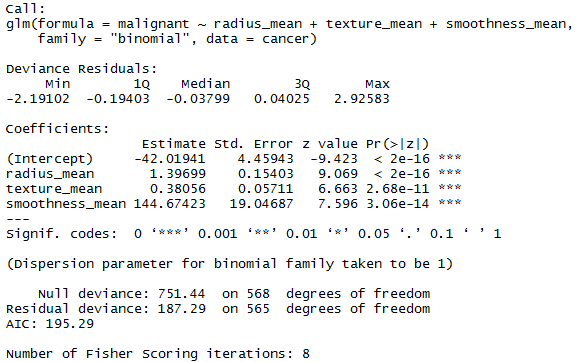 Call:
glm(formula = malignant ~ radius_mean + texture_mean + smoothness_mean,
    family = "binomial", data = cancer)

Deviance Residuals:
     Min       1Q   Median       3Q      Max
-2.19102 -0.19403 -0.03799  0.04025  2.92583

Coefficients:
                 Estimate Std. Error z value Pr(>|z|)
(Intercept)     -42.01941    4.45943  -9.423  < 2e-16 ***
radius_mean       1.39699    0.15403   9.069  < 2e-16 ***
texture_mean      0.38056    0.05711   6.663 2.68e-11 ***
smoothness_mean 144.67423   19.04687   7.596 3.06e-14 ***
---
Signif. codes:  0 ‘***’ 0.001 ‘**’ 0.01 ‘*’ 0.05 ‘.’ 0.1 ‘ ’ 1

(Dispersion parameter for binomial family taken to be 1)

    Null deviance: 751.44  on 568  degrees of freedom
Residual deviance: 187.29  on 565  degrees of freedom
AIC: 195.29

Number of Fisher Scoring iterations: 8